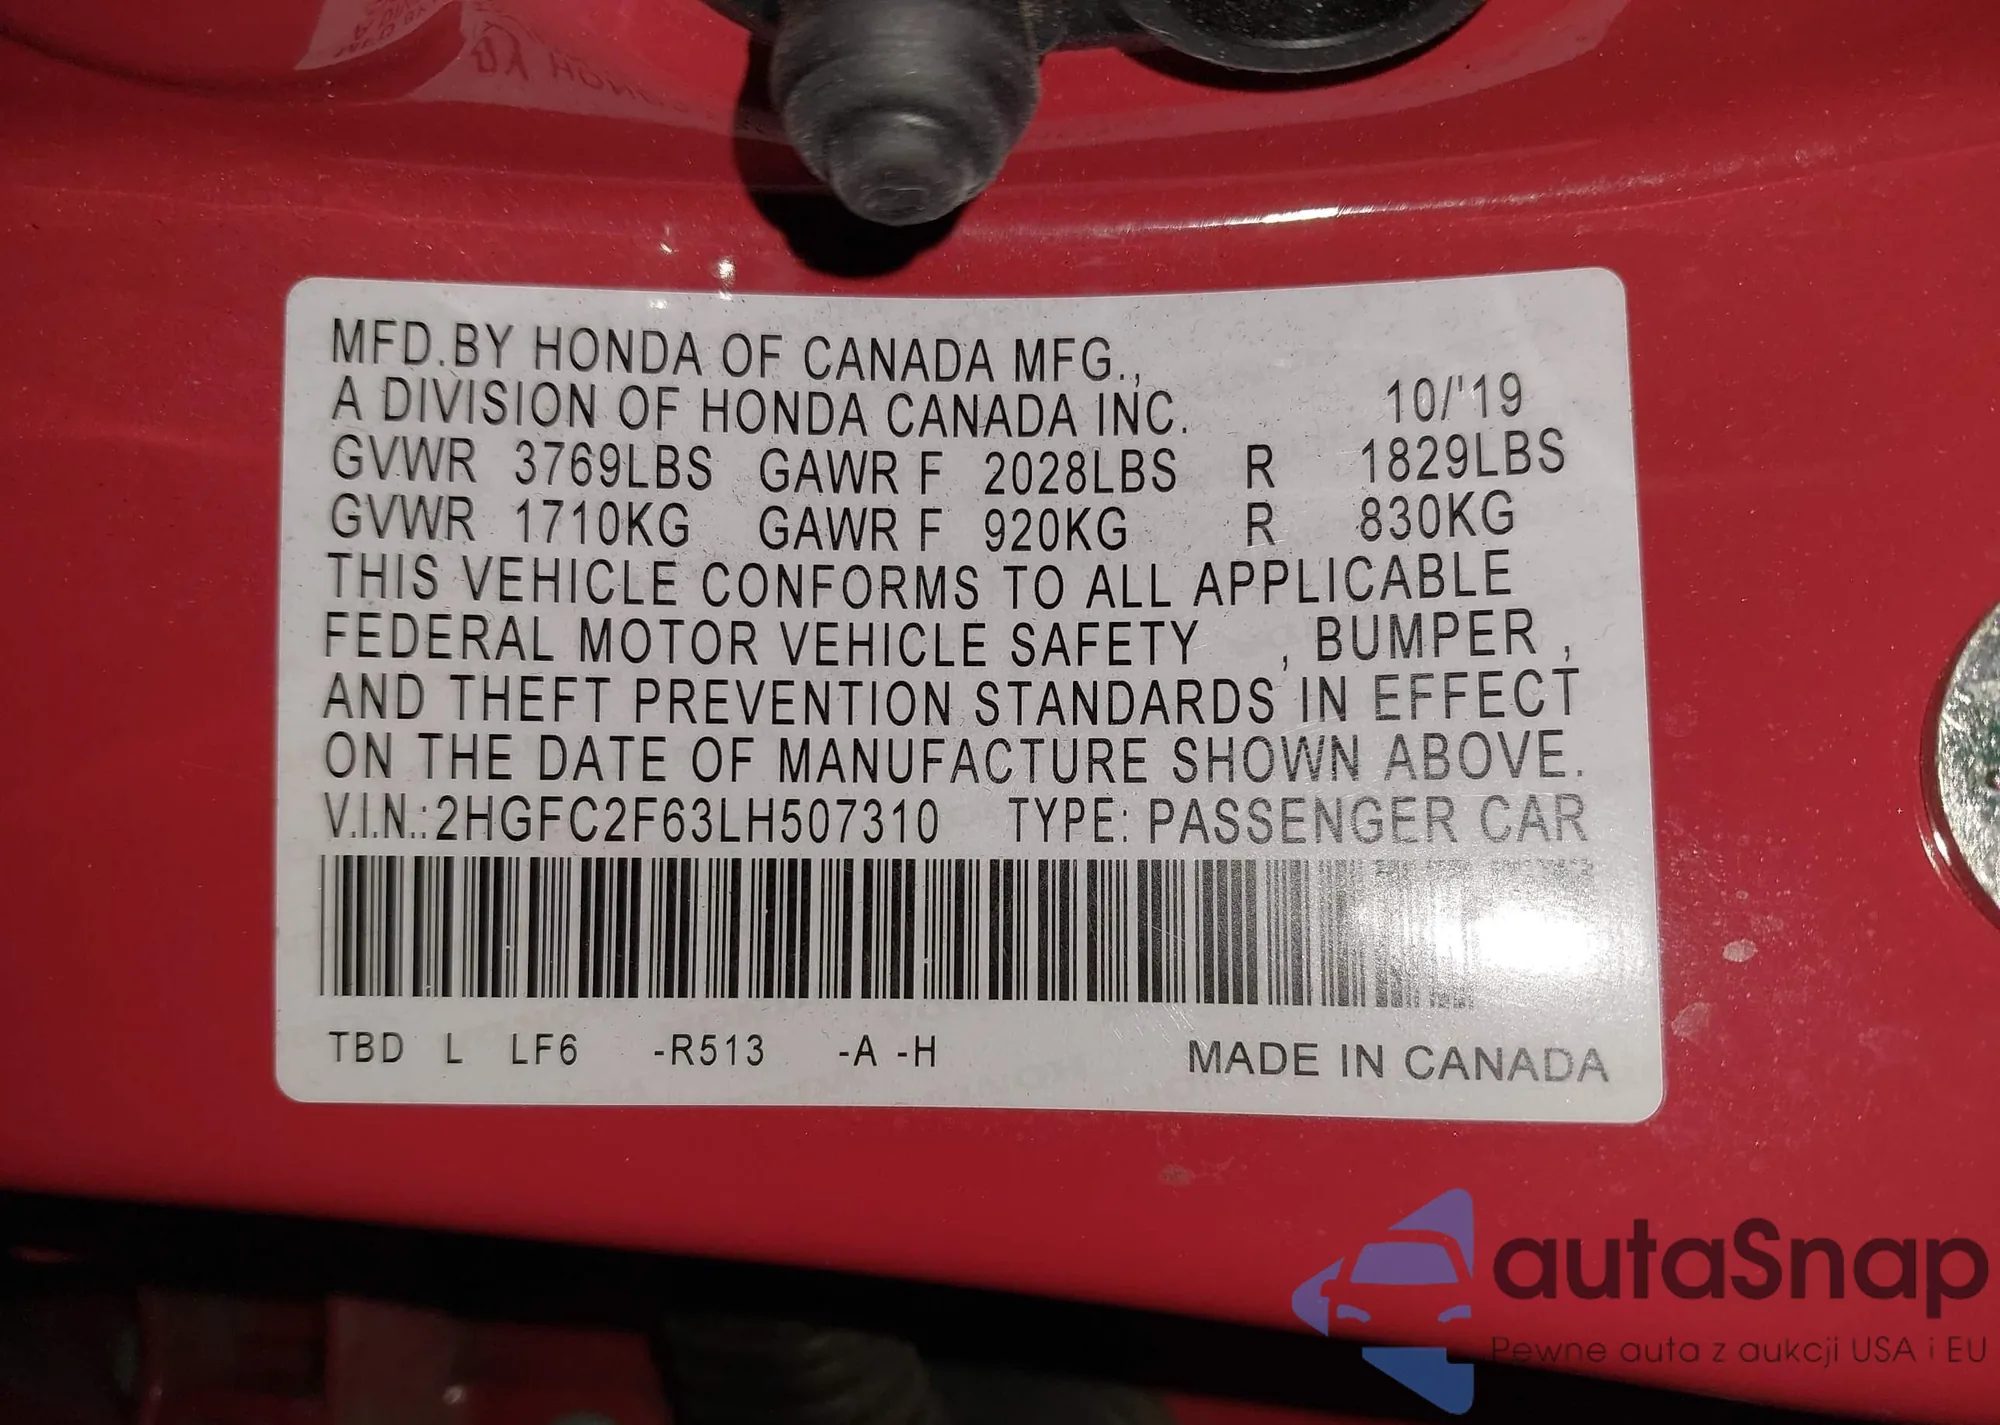 MFD.BY HONDA OF CANADA MFG.,
A DIVISION OF HONDA CANADA INC. 10/'19
GVWR 3769LBS GAWR F 2028LBS R 1829LBS
GVWR 1710KG GAWR F 920KG R 830KG
THIS VEHICLE CONFORMS TO ALL APPLICABLE
FEDERAL MOTOR VEHICLE SAFETY , BUMPER ,
AND THEFT PREVENTION STANDARDS IN EFFECT
ON THE DATE OF MANUFACTURE SHOWN ABOVE.
V.I.N.:2HGFC2F63LH507310 TYPE: PASSENGER CAR
TBD L LF6 -R513 -A -H MADE IN CANADA
autaSnap
Pewne auta z aukcji USA i EU